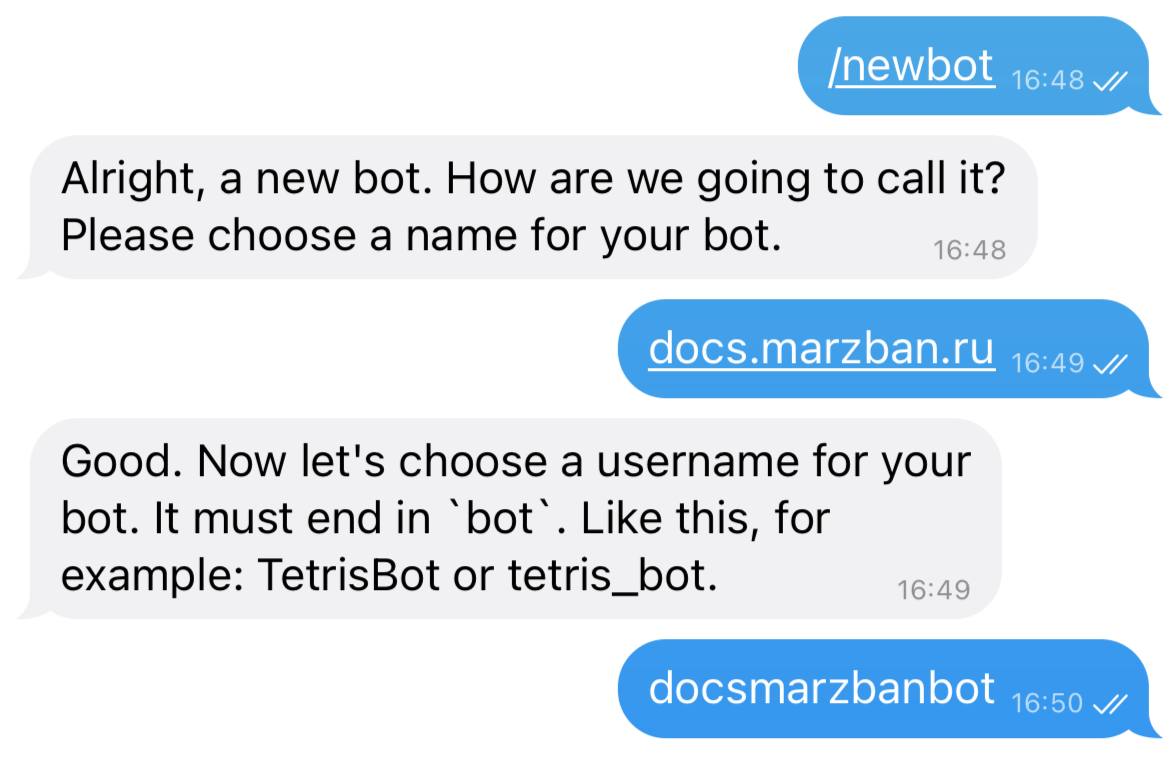 /newbot 16:48
Alright, a new bot. How are we going to call it?
Please choose a name for your bot. 16:48
docs.marzban.ru 16:49
Good. Now let's choose a username for your
bot. It must end in `bot`. Like this, for
example: TetrisBot or tetris_bot. 16:49
docsmarzbanbot 16:50